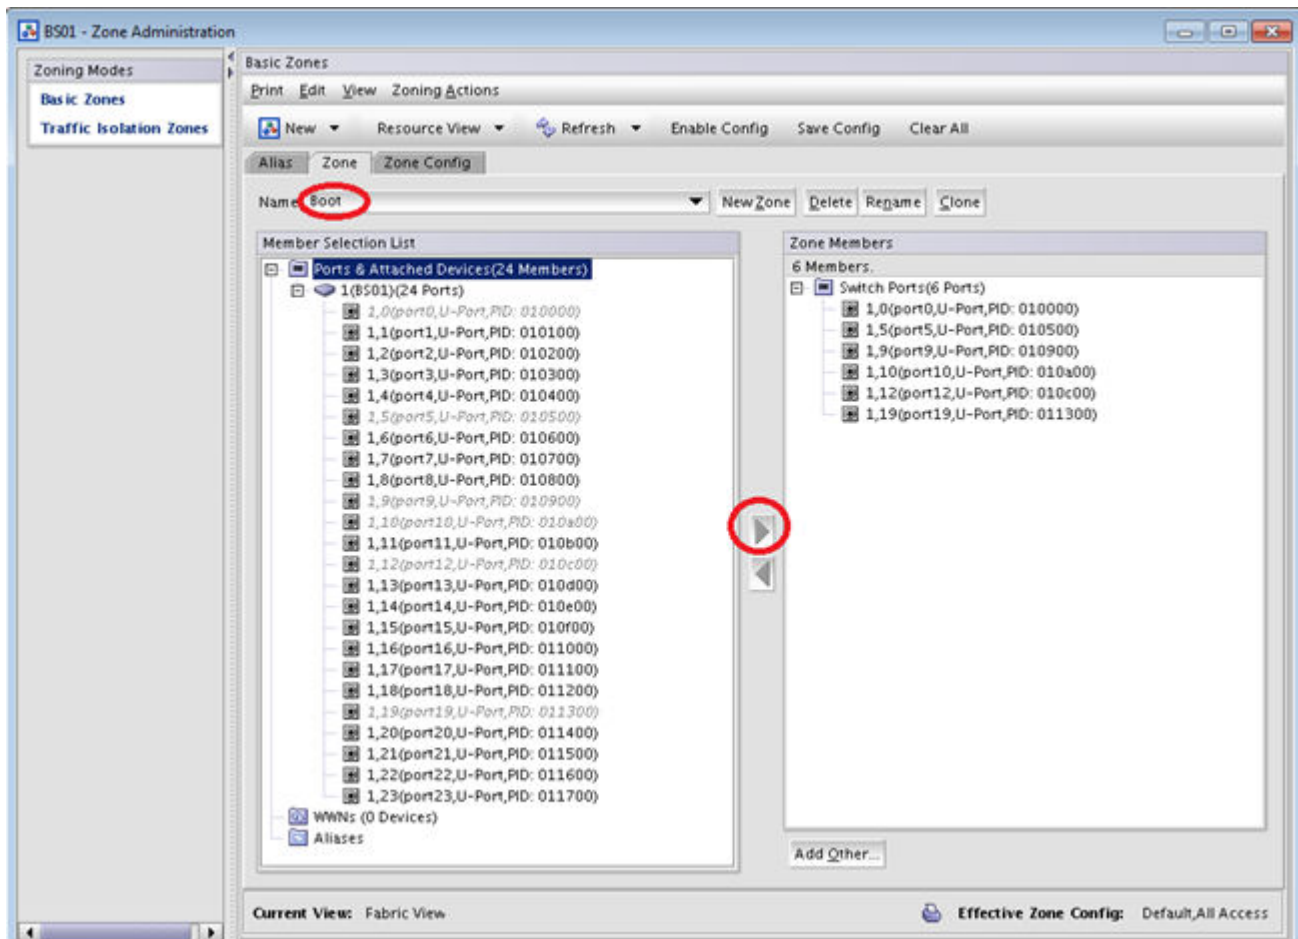 BS01 - Zone Administration
Zoning Modes
Basic Zones
Traffic Isolation Zones
Basic Zones
Print Edit View Zoning Actions
New Resource View Refresh Enable Config Save Config Clear All
Alias Zone Zone Config
Name Boot New Zone Delete Rename Clone
Member Selection List
Ports & Attached Devices(24 Members)
1(BS01)(24 Ports)
1,0(port0,U-Port,PID: 010000)
1,1(port1,U-Port,PID: 010100)
1,2(port2,U-Port,PID: 010200)
1,3(port3,U-Port,PID: 010300)
1,4(port4,U-Port,PID: 010400)
1,5(port5,U-Port,PID: 010500)
1,6(port6,U-Port,PID: 010600)
1,7(port7,U-Port,PID: 010700)
1,8(port8,U-Port,PID: 010800)
1,9(port9,U-Port,PID: 010900)
1,10(port10,U-Port,PID: 010a00)
1,11(port11,U-Port,PID: 010b00)
1,12(port12,U-Port,PID: 010c00)
1,13(port13,U-Port,PID: 010d00)
1,14(port14,U-Port,PID: 010e00)
1,15(port15,U-Port,PID: 010f00)
1,16(port16,U-Port,PID: 011000)
1,17(port17,U-Port,PID: 011100)
1,18(port18,U-Port,PID: 011200)
1,19(port19,U-Port,PID: 011300)
1,20(port20,U-Port,PID: 011400)
1,21(port21,U-Port,PID: 011500)
1,22(port22,U-Port,PID: 011600)
1,23(port23,U-Port,PID: 011700)
WWNs (0 Devices)
Aliases
Zone Members
6 Members.
Switch Ports(6 Ports)
1,0(port0,U-Port,PID: 010000)
1,5(port5,U-Port,PID: 010500)
1,9(port9,U-Port,PID: 010900)
1,10(port10,U-Port,PID: 010a00)
1,12(port12,U-Port,PID: 010c00)
1,19(port19,U-Port,PID: 011300)
Add Other...
Current View: Fabric View Effective Zone Config: Default,All Access